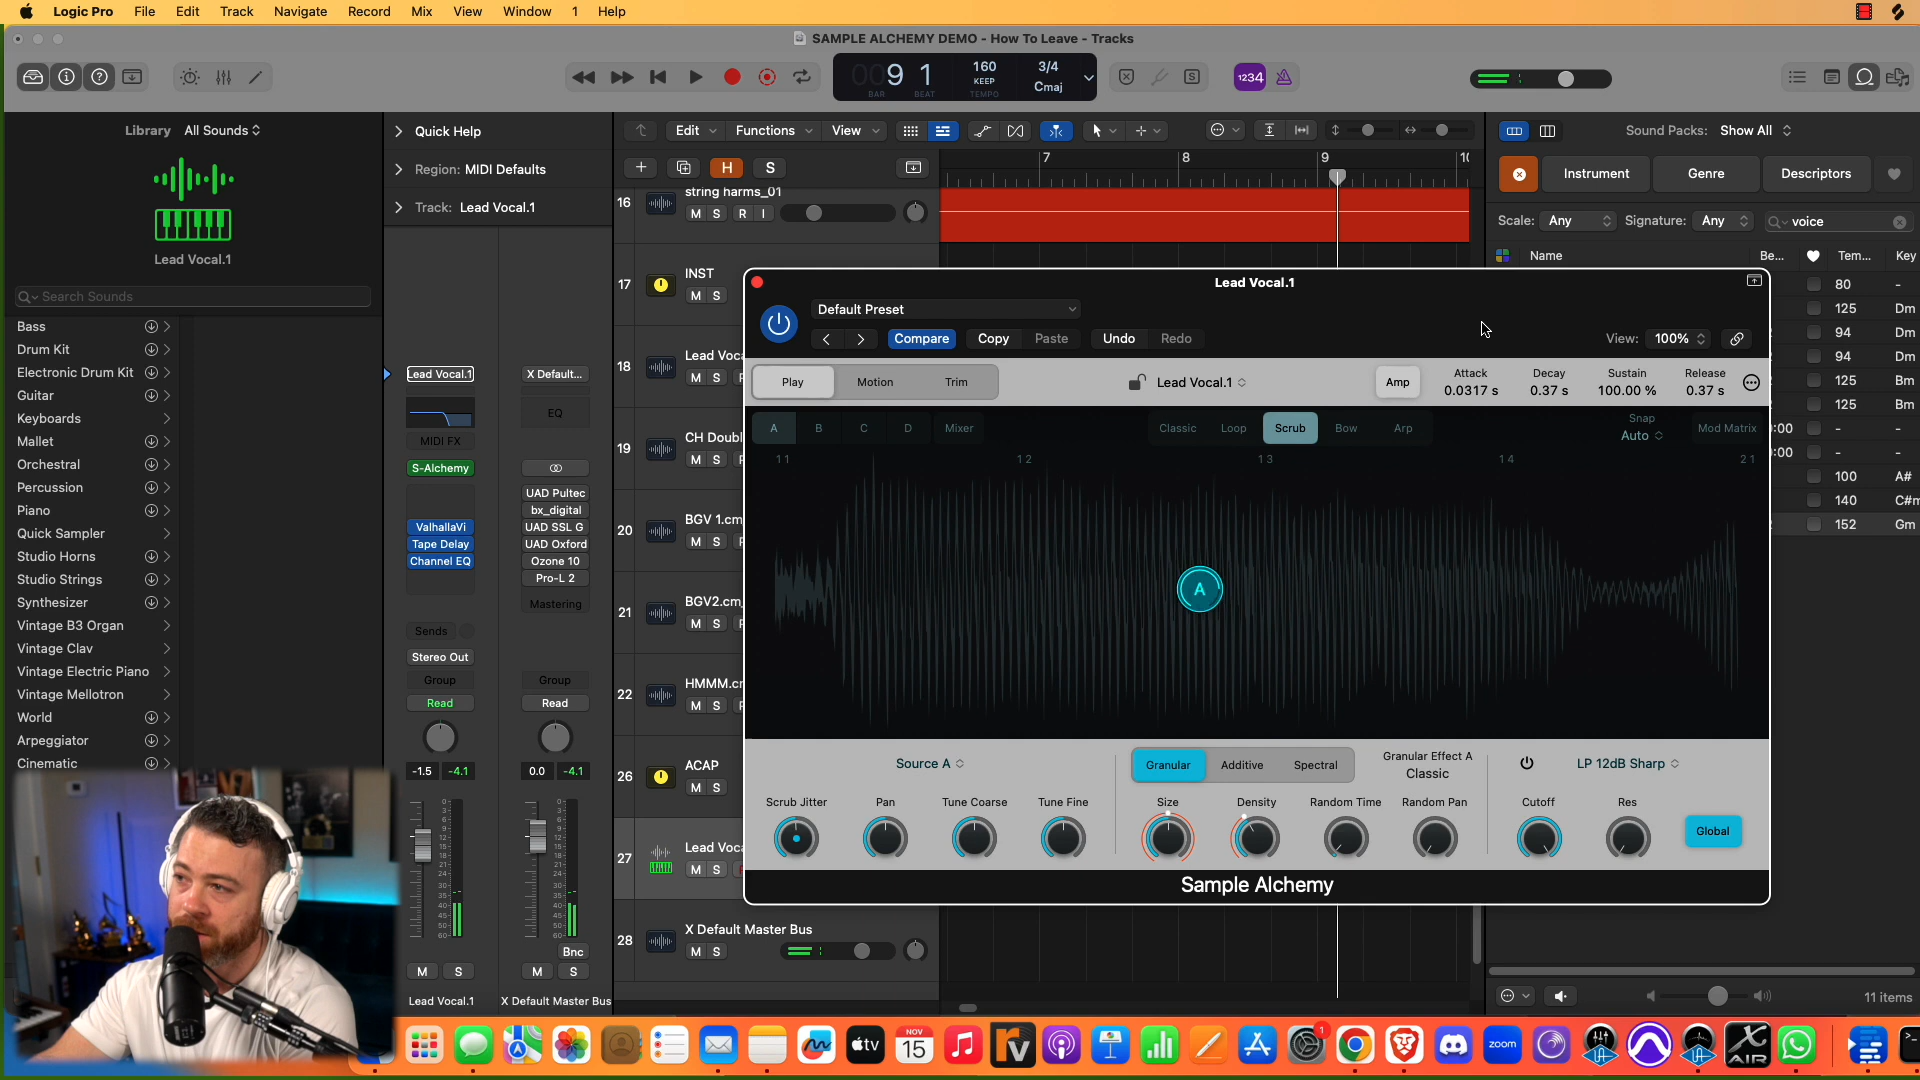 Logic Pro File Edit Track Navigate Record Mix View Window 1 Help
SAMPLE ALCHEMY DEMO - How To Leave - Tracks
009 1 160 3/4
KEEP Cmaj
BAR BEAT TEMPO
1234
Library All Sounds
Lead Vocal.1
Search Sounds
Bass
Drum Kit
Electronic Drum Kit
Guitar
Keyboards
Mallet
Orchestral
Percussion
Piano
Quick Sampler
Studio Horns
Studio Strings
Synthesizer
Vintage B3 Organ
Vintage Clav
Vintage Electric Piano
Vintage Mellotron
World
Arpeggiator
Cinematic
Quick Help
Region: MIDI Defaults
Track: Lead Vocal.1
Lead Vocal.1 X Default...
EQ
MIDI FX
S-Alchemy
UAD Pultec
bx_digital
ValhallaVi UAD SSL G
Tape Delay UAD Oxford
Channel EQ Ozone 10
Pro-L 2
Mastering
Sends
Stereo Out
Group Group
Read Read
-1.5 -4.1 0.0 -4.1
Bnc
M S M S
Lead Vocal.1 X Default Master Bus
Edit Functions View
H S
7 8 9
16 string harms_01
M S R I
17 INST
M S
18 Lead Voca
M S
19 CH Doubl
M S
20 BGV 1.cm
M S
21 BGV2.cm
M S
22 HMMM.cr
M S
26 ACAP
M S
27 Lead Voca
M S
28 X Default Master Bus
M S
Lead Vocal.1
Default Preset
Compare Copy Paste Undo Redo View: 100%
Play Motion Trim Lead Vocal.1 Amp
Attack Decay Sustain Release
0.0317 s 0.37 s 100.00 % 0.37 s
A B C D Mixer Classic Loop Scrub Bow Arp
Snap
Auto
Mod Matrix
1 1 1 2 1 3 1 4 2 1
A
Source A Granular Additive Spectral
Granular Effect A
Classic
LP 12dB Sharp
Scrub Jitter Pan Tune Coarse Tune Fine Size Density Random Time Random Pan Cutoff Res
Global
Sample Alchemy
Sound Packs: Show All
Instrument Genre Descriptors
Scale: Any Signature: Any voice
Name Be... Tem... Key
80 -
125 Dm
94 Dm
94 Dm
125 Bm
125 Bm
:00 - -
:00 - -
100 A#
140 C#m
152 Gm
11 items
tv
NOV
15
1
zoom
X
AIR